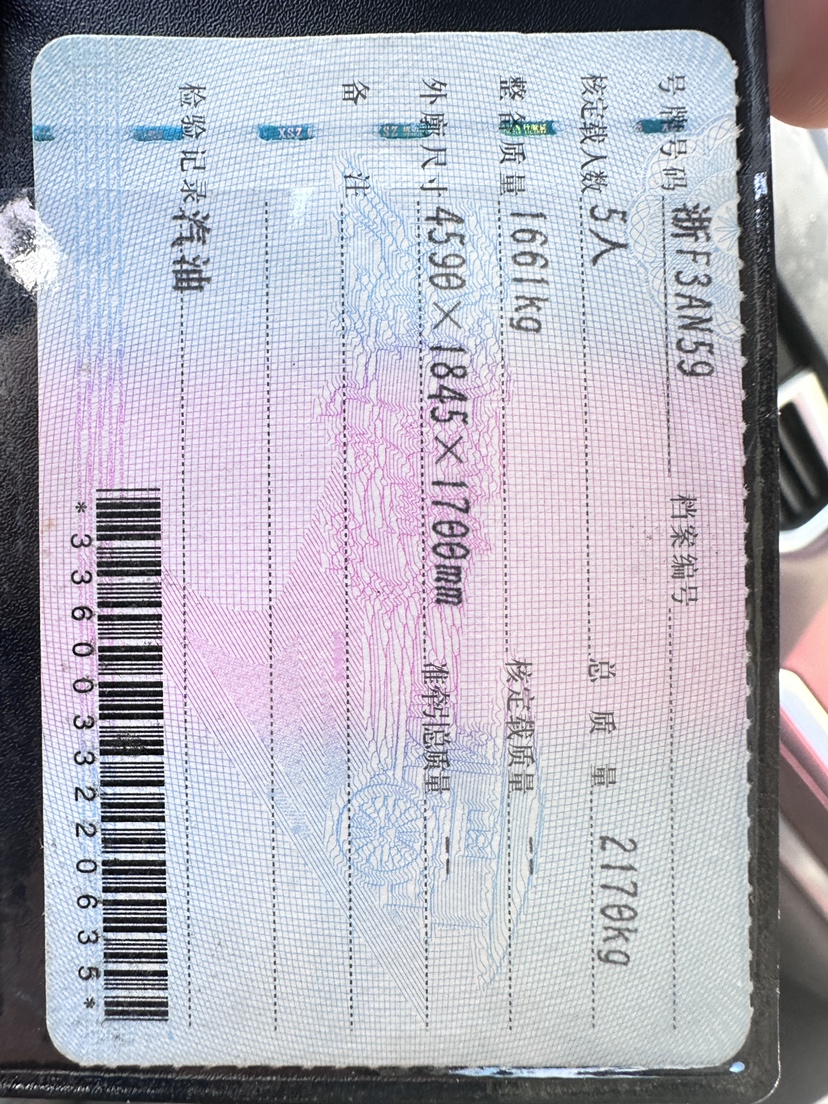 号牌号码 浙F3AN59 档案编号
核定载人数 5人 总质量 2170kg
整备质量 1661kg 核定载质量 --
外廓尺寸 4590×1845×1700mm 准牵引总质量 --
备注
检验记录 汽油
*3360033220635*